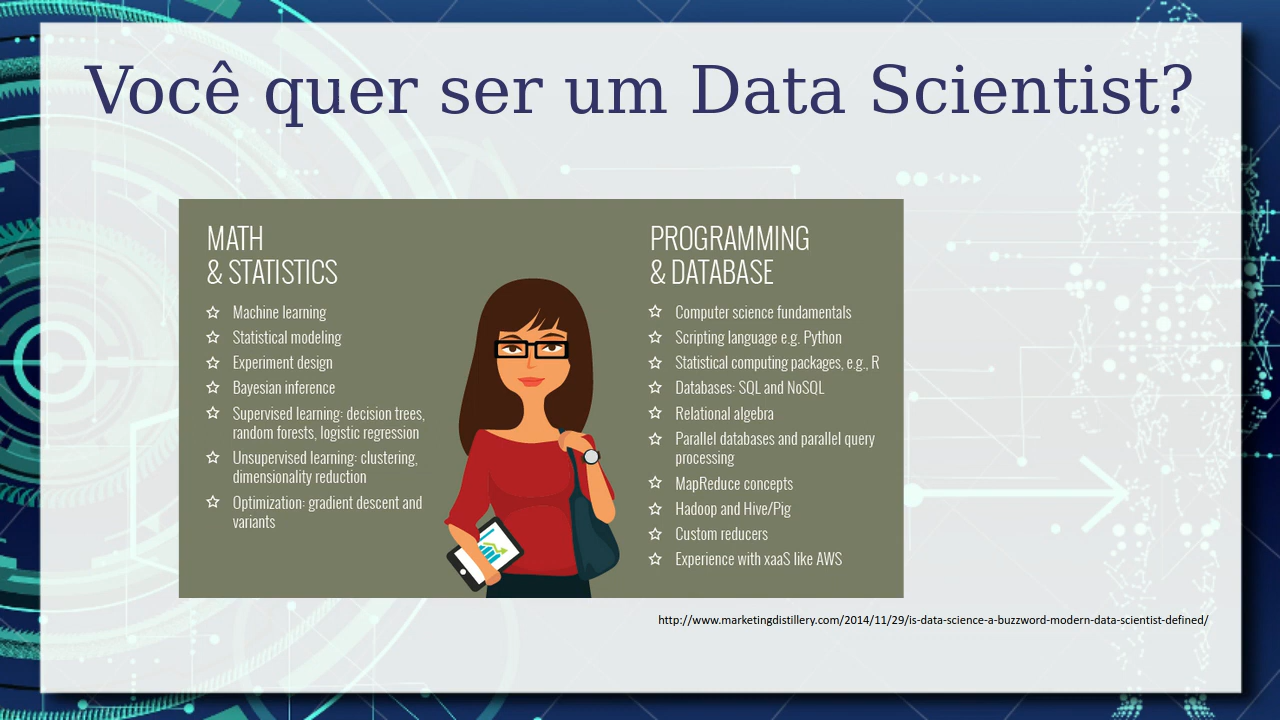 Você quer ser um Data Scientist?
MATH
& STATISTICS
Machine learning
Statistical modeling
Experiment design
Bayesian inference
Supervised learning: decision trees,
random forests, logistic regression
Unsupervised learning: clustering,
dimensionality reduction
Optimization: gradient descent and
variants
PROGRAMMING
& DATABASE
Computer science fundamentals
Scripting language e.g. Python
Statistical computing packages, e.g., R
Databases: SQL and NoSQL
Relational algebra
Parallel databases and parallel query
processing
MapReduce concepts
Hadoop and Hive/Pig
Custom reducers
Experience with xaaS like AWS
http://www.marketingdistillery.com/2014/11/29/is-data-science-a-buzzword-modern-data-scientist-defined/